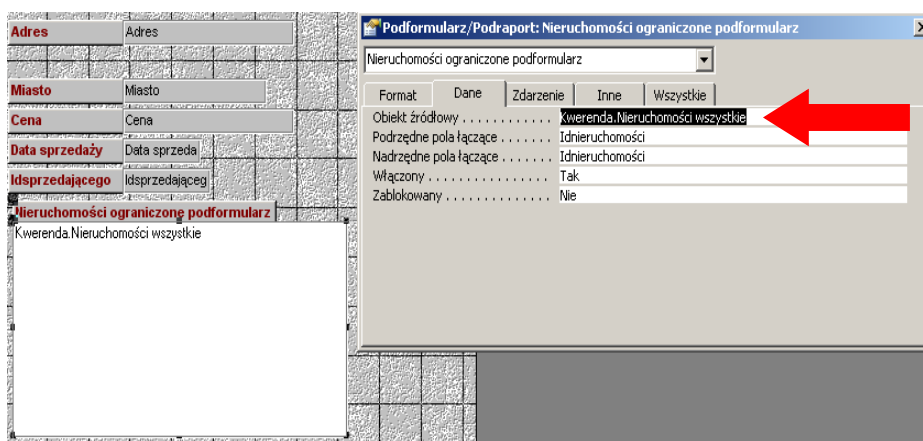 Adres Adres
Miasto Miasto
Cena Cena
Data sprzedaży Data sprzeda
Idsprzedającego Idsprzedająceg
Nieruchomości ograniczone podformularz
Kwerenda.Nieruchomości wszystkie
Podformularz/Podraport: Nieruchomości ograniczone podformularz
Nieruchomości ograniczone podformularz
Format Dane Zdarzenie Inne Wszystkie
Obiekt źródłowy . . . . . . . . . . . . Kwerenda.Nieruchomości wszystkie
Podrzędne pola łączące . . . . . . . Idnieruchomości
Nadrzędne pola łączące . . . . . . . Idnieruchomości
Włączony . . . . . . . . . . . . . . . . Tak
Zablokowany . . . . . . . . . . . . . . Nie